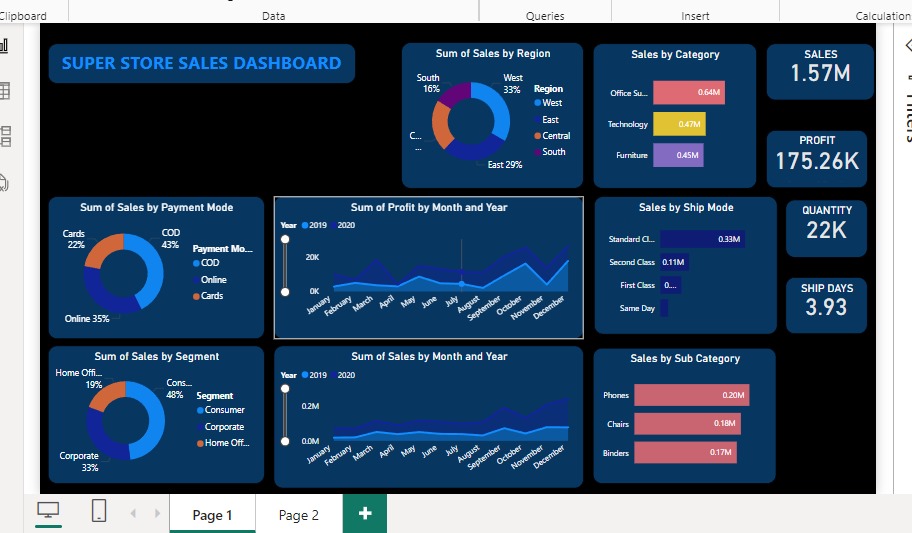 Clipboard
Data
Queries
Insert
Calculation
SUPER STORE SALES DASHBOARD
Sum of Sales by Region
South
16%
West
33%
C...
...
East 29%
Region
West
East
Central
South
Sales by Category
Office Su...
0.64M
Technology
0.47M
Furniture
0.45M
SALES
1.57M
PROFIT
175.26K
QUANTITY
22K
SHIP DAYS
3.93
Sum of Sales by Payment Mode
Cards
22%
COD
43%
Online 35%
Payment Mo...
COD
Online
Cards
Sum of Profit by Month and Year
Year 2019 2020
20K
0K
January
February
March
April
May
June
July
August
September
October
November
December
Sales by Ship Mode
Standard Cl...
0.33M
Second Class
0.11M
First Class
0....
Same Day
Sum of Sales by Segment
Home Offi...
19%
Cons...
48%
Corporate
33%
Segment
Consumer
Corporate
Home Off...
Sum of Sales by Month and Year
Year 2019 2020
0.2M
0.0M
January
February
March
April
May
June
July
August
September
October
November
December
Sales by Sub Category
Phones
0.20M
Chairs
0.18M
Binders
0.17M
Filters
Page 1
Page 2